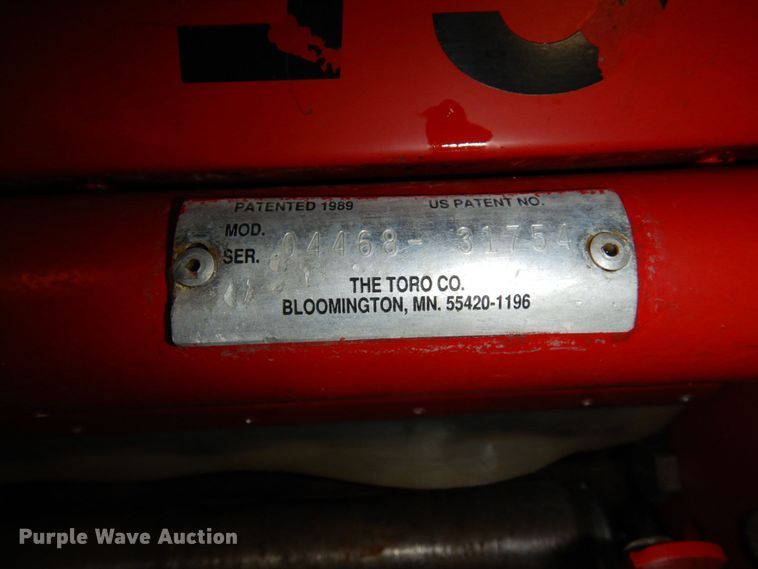 PATENTED 1989 US PATENT NO.
MOD.
SER. 04468- 31754
THE TORO CO.
BLOOMINGTON, MN. 55420-1196
Purple Wave Auction